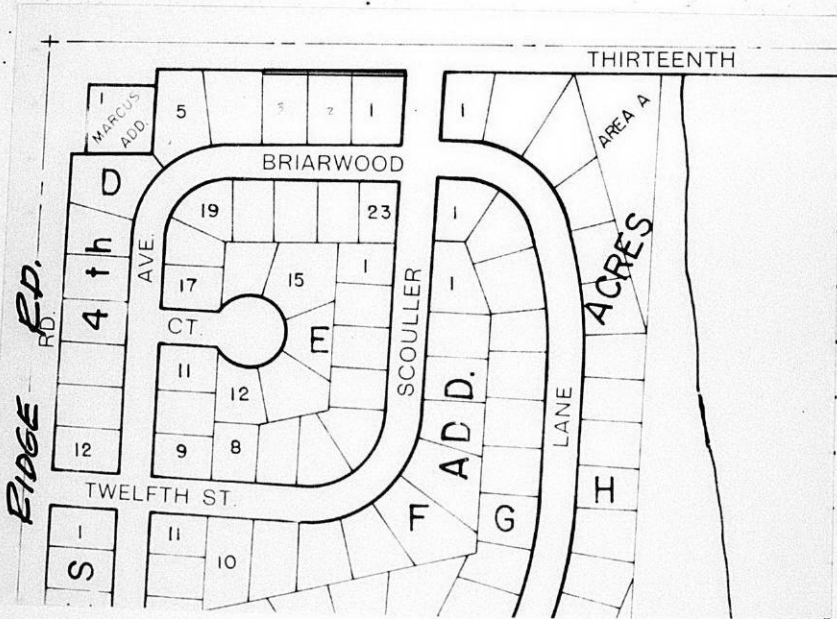 THIRTEENTH
1
MARCUS
ADD.
5
3
2
1
1
AREA A
BRIARWOOD
D
19
23
1
4th
AVE.
17
15
1
SCOULLER
1
ACRES
RIDGE RD.
RD.
CT.
E
11
12
ADD.
LANE
12
9
8
TWELFTH ST.
F
G
H
1
11
10
S